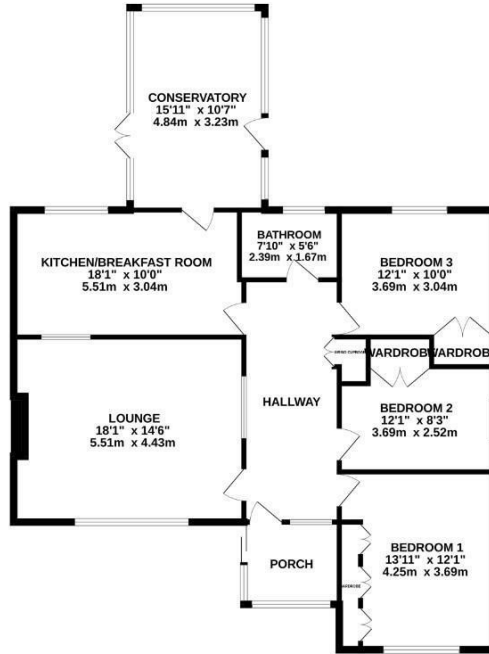 CONSERVATORY
15'11" x 10'7"
4.84m x 3.23m
BATHROOM
7'10" x 5'6"
2.39m x 1.67m
KITCHEN/BREAKFAST ROOM
18'1" x 10'0"
5.51m x 3.04m
BEDROOM 3
12'1" x 10'0"
3.69m x 3.04m
WARDROBE
WARDROBE
LOUNGE
18'1" x 14'6"
5.51m x 4.43m
HALLWAY
BEDROOM 2
12'1" x 8'3"
3.69m x 2.52m
PORCH
BEDROOM 1
13'11" x 12'1"
4.25m x 3.69m
WARDROBE